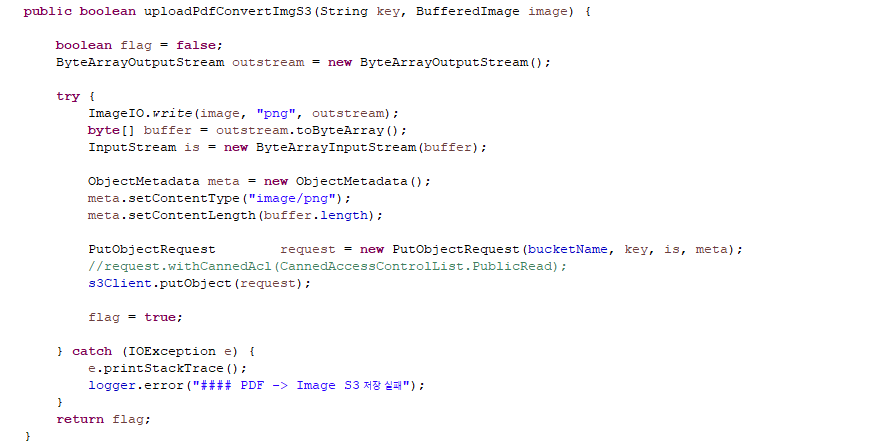 public boolean uploadPdfConvertImgS3(String key, BufferedImage image) {
boolean flag = false;
ByteArrayOutputStream outstream = new ByteArrayOutputStream();
try {
ImageIO.write(image, "png", outstream);
byte[] buffer = outstream.toByteArray();
InputStream is = new ByteArrayInputStream(buffer);
ObjectMetadata meta = new ObjectMetadata();
meta.setContentType("image/png");
meta.setContentLength(buffer.length);
PutObjectRequest        request = new PutObjectRequest(bucketName, key, is, meta);
//request.withCannedAcl(CannedAccessControlList.PublicRead);
s3Client.putObject(request);
flag = true;
} catch (IOException e) {
e.printStackTrace();
logger.error("#### PDF -> Image S3 저장 실패");
}
return flag;
}